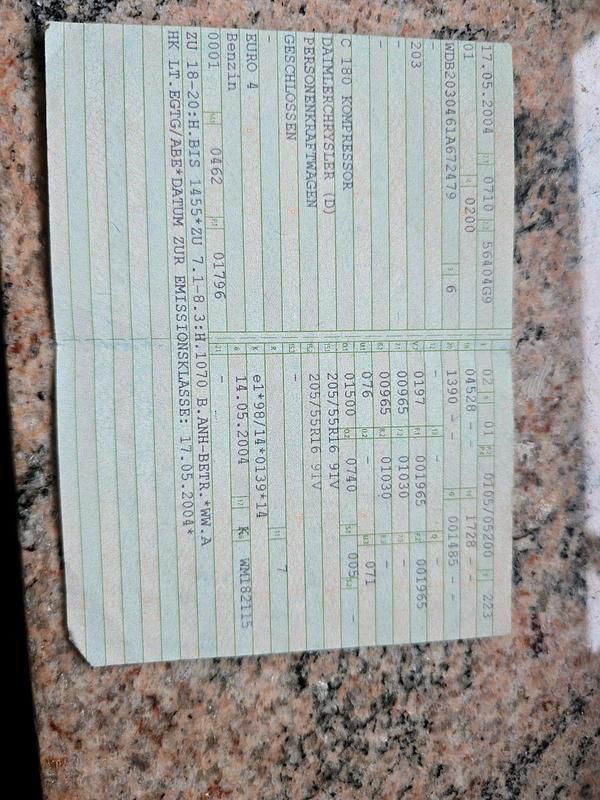 17.05.2004 0710 56404G9
01 0200
WDB2030461A672479 6
-
203
-
-
C 180 KOMPRESSOR
DAIMLERCHRYSLER (D)
PERSONENKRAFTWAGEN
GESCHLOSSEN
-
EURO 4
Benzin
0001 0462 01796
02 01 0105/05200 223
04528 - 1728 -
1390 - - 001485 - -
- - -
0197 001965 001965
00965 01030 -
00965 01030 -
076 - 071
01500 0740 005 -
205/55R16 91V
205/55R16 91V
-
7
e1*98/14*0139*14
14.05.2004 K WM182115
-
ZU 18-20:H.BIS 1455*ZU 7.1-8.3:H.1070 B.ANH-BETR.*WW.A
HK LT.EGTG/ABE*DATUM ZUR EMISSIONSKLASSE: 17.05.2004*